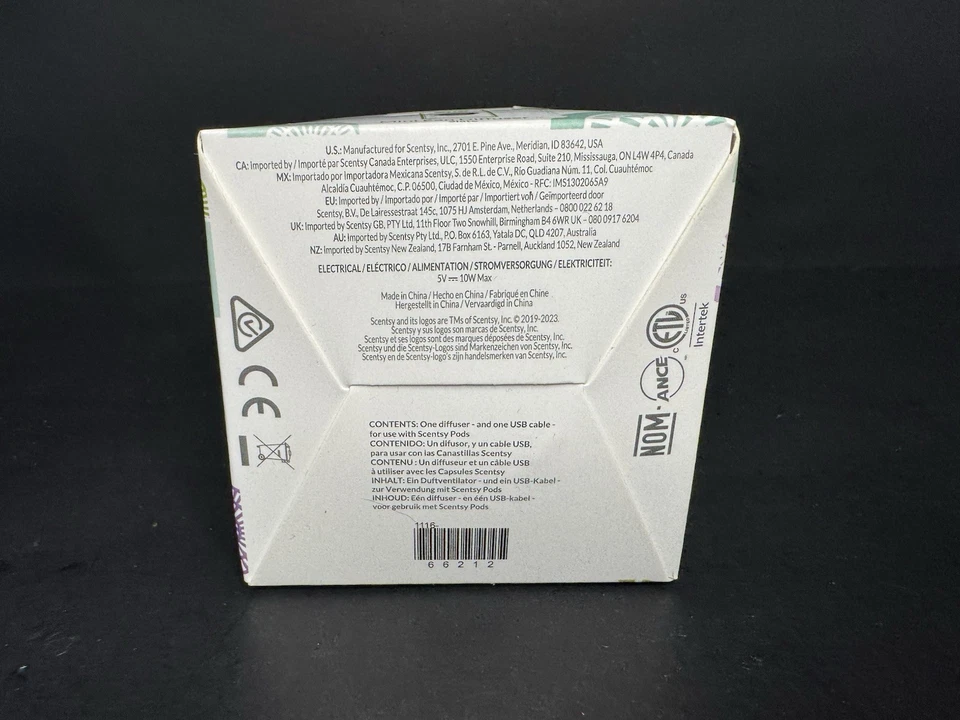 U.S.: Manufactured for Scentsy, Inc., 2701 E. Pine Ave., Meridian, ID 83642, USA
CA: Imported by / Importé par Scentsy Canada Enterprises, ULC, 1550 Enterprise Road, Suite 210, Mississauga, ON L4W 4P4, Canada
MX: Importado por Importadora Mexicana Scentsy, S. de R.L. de C.V., Río Guadiana Núm. 11, Col. Cuauhtémoc
Alcaldía Cuauhtémoc, C.P. 06500, Ciudad de México, México - RFC: IMS1302065A9
EU: Imported by / Importado por / Importé par / Importiert von / Geïmporteerd door
Scentsy, B.V., De Lairessestraat 145c, 1075 HJ Amsterdam, Netherlands – 0800 022 62 18
UK: Imported by Scentsy GB, PTY Ltd, 11th Floor Two Snowhill, Birmingham B4 6WR UK – 080 0917 6204
AU: Imported by Scentsy Pty Ltd., P.O. Box 6163, Yatala DC, QLD 4207, Australia
NZ: Imported by Scentsy New Zealand, 17B Farnham St. - Parnell, Auckland 1052, New Zealand
ELECTRICAL / ELÉCTRICO / ALIMENTATION / STROMVERSORGUNG / ELEKTRICITEIT:
5V ⎓ 10W Max
Made in China / Hecho en China / Fabriqué en Chine
Hergestellt in China / Vervaardigd in China
Scentsy and its logos are TMs of Scentsy, Inc. © 2019-2023.
Scentsy y sus logos son marcas de Scentsy, Inc.
Scentsy et ses logos sont des marques déposées de Scentsy, Inc.
Scentsy und die Scentsy-Logos sind Markenzeichen von Scentsy, Inc.
Scentsy en de Scentsy-logo's zijn handelsmerken van Scentsy, Inc.
CE
C ETL US
Intertek
NOM-ANCE
CONTENTS: One diffuser - and one USB cable -
for use with Scentsy Pods
CONTENIDO: Un difusor, y un cable USB,
para usar con las Canastillas Scentsy
CONTENU : Un diffuseur et un câble USB
à utiliser avec les Capsules Scentsy
INHALT: Ein Duftventilator - und ein USB-Kabel -
zur Verwendung mit Scentsy Pods
INHOUD: Eén diffuser - en één USB-kabel -
voor gebruik met Scentsy Pods
1116-
66212